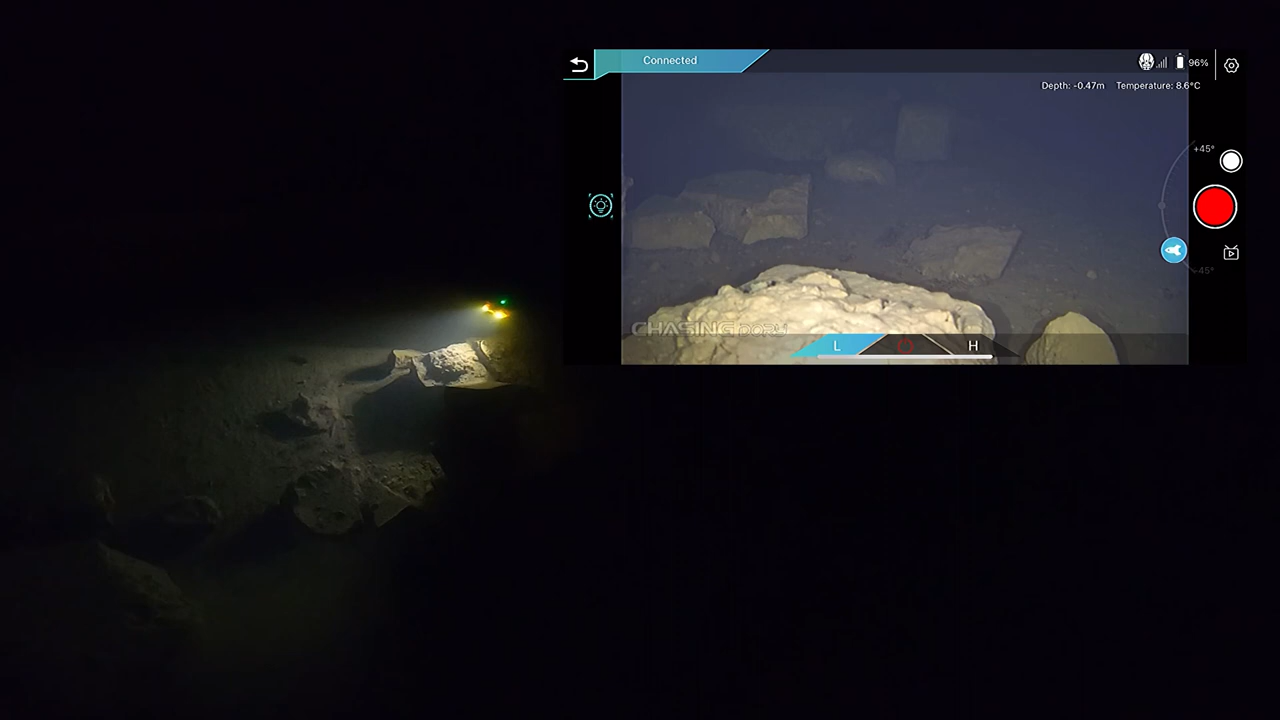 Connected
96%
Depth: -0.47m Temperature: 8.6°C
+45°
-45°
CHASING DORY
L H